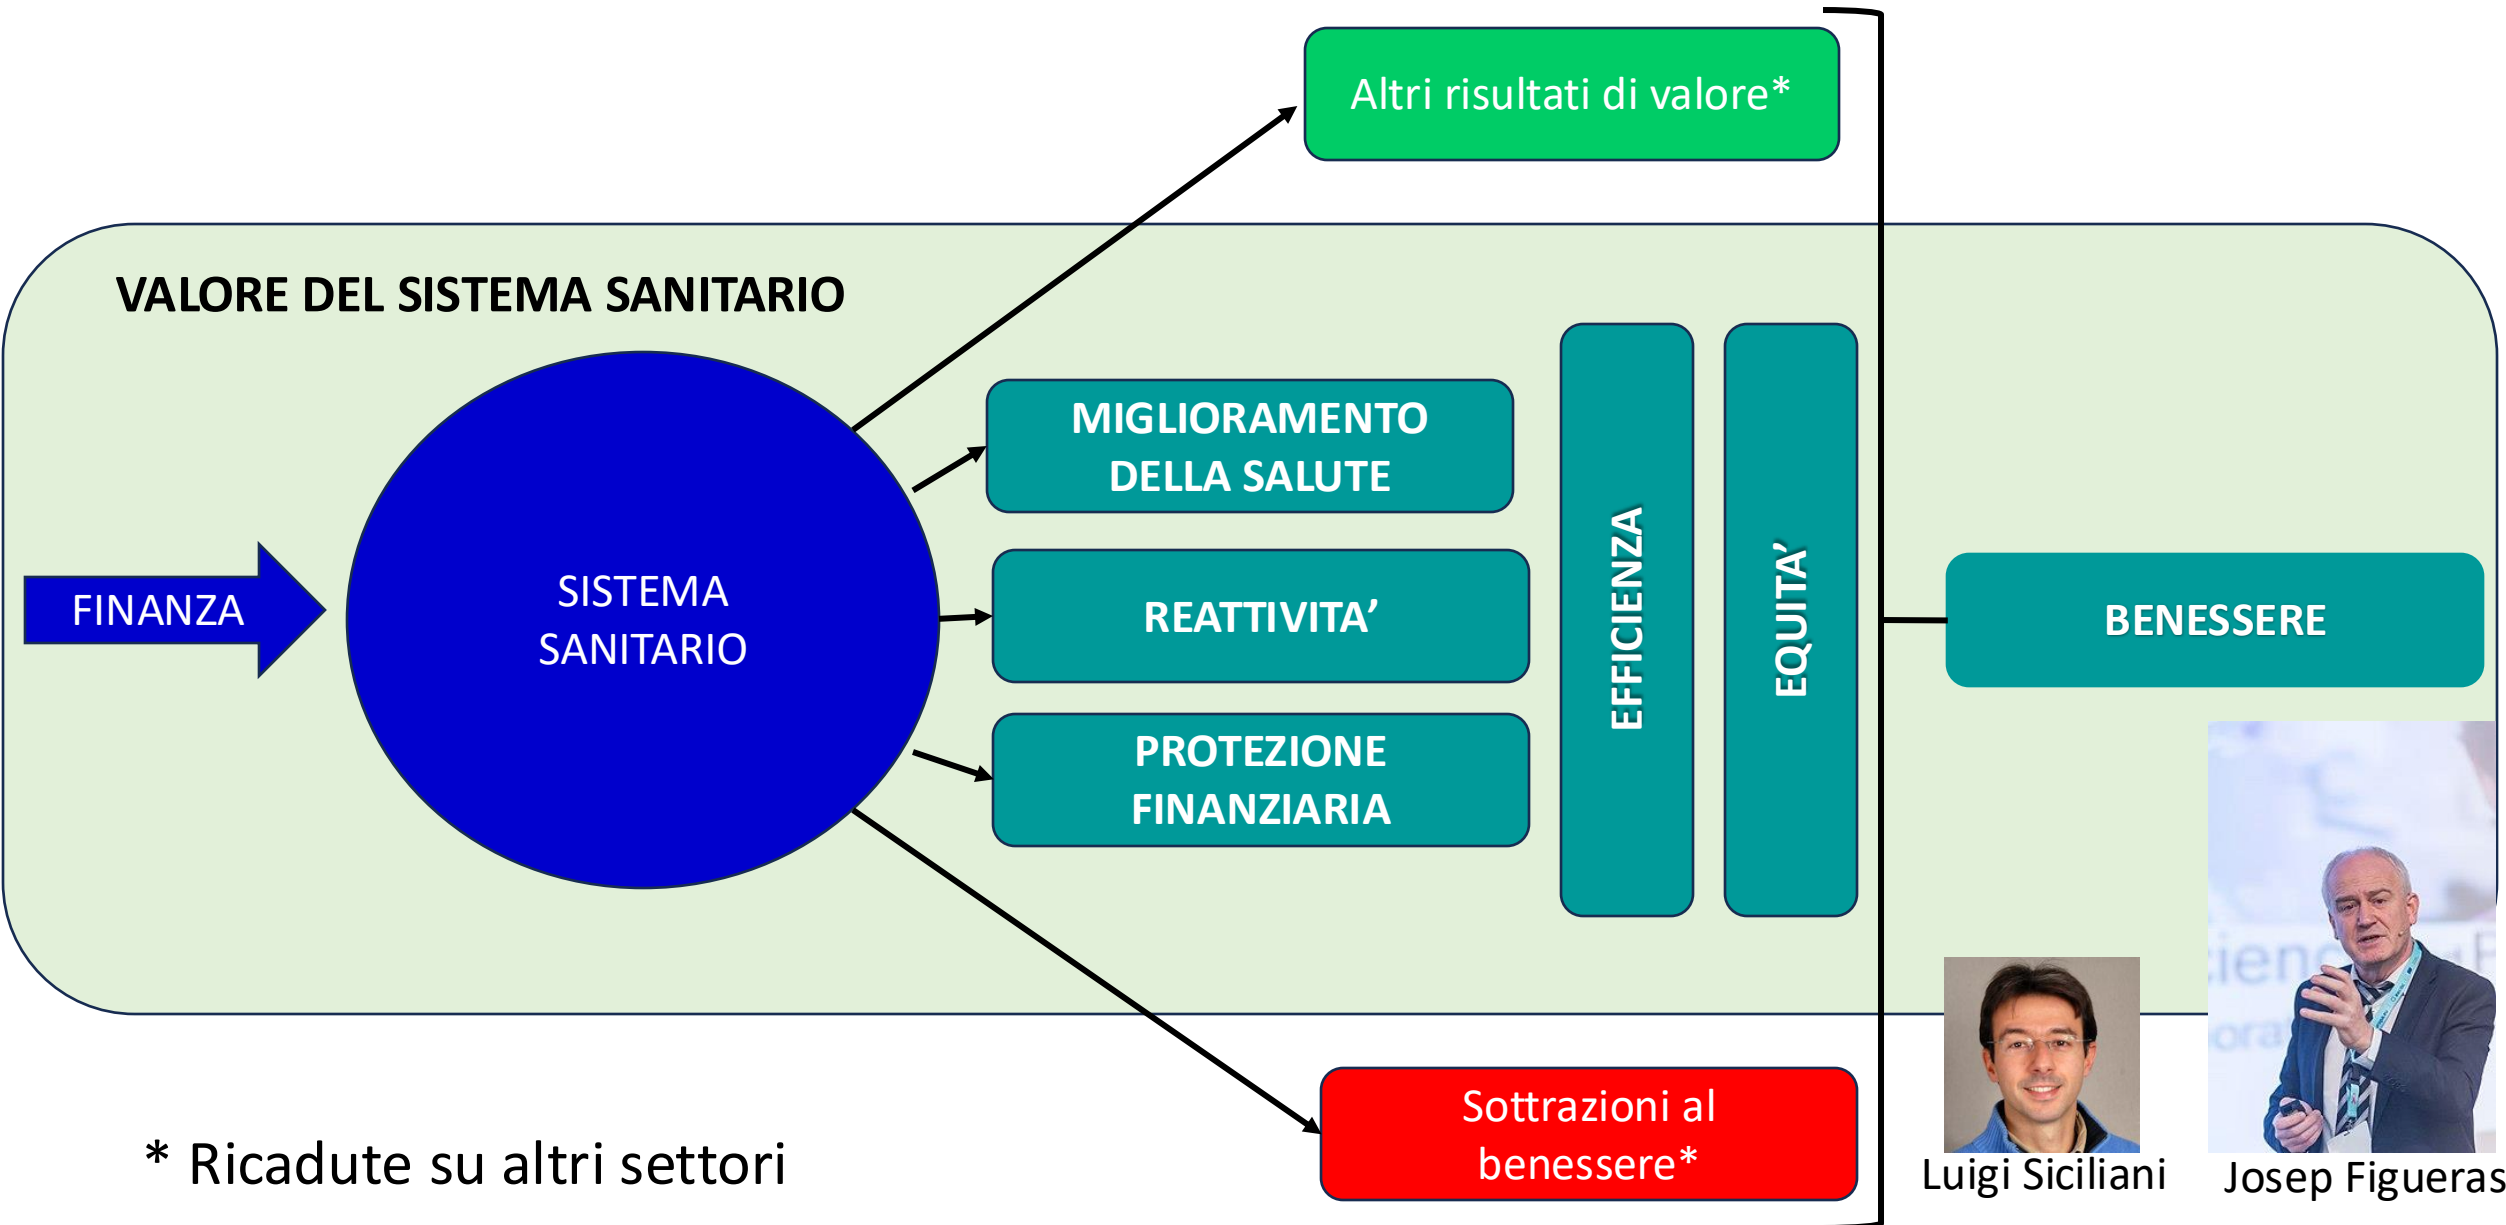 Altri risultati di valore*
VALORE DEL SISTEMA SANITARIO
MIGLIORAMENTO
DELLA SALUTE
FINANZA
SISTEMA
SANITARIO
REATTIVITA’
PROTEZIONE
FINANZIARIA
EFFICIENZA
EQUITA’
BENESSERE
Sottrazioni al
benessere*
* Ricadute su altri settori
Luigi Siciliani
Josep Figueras